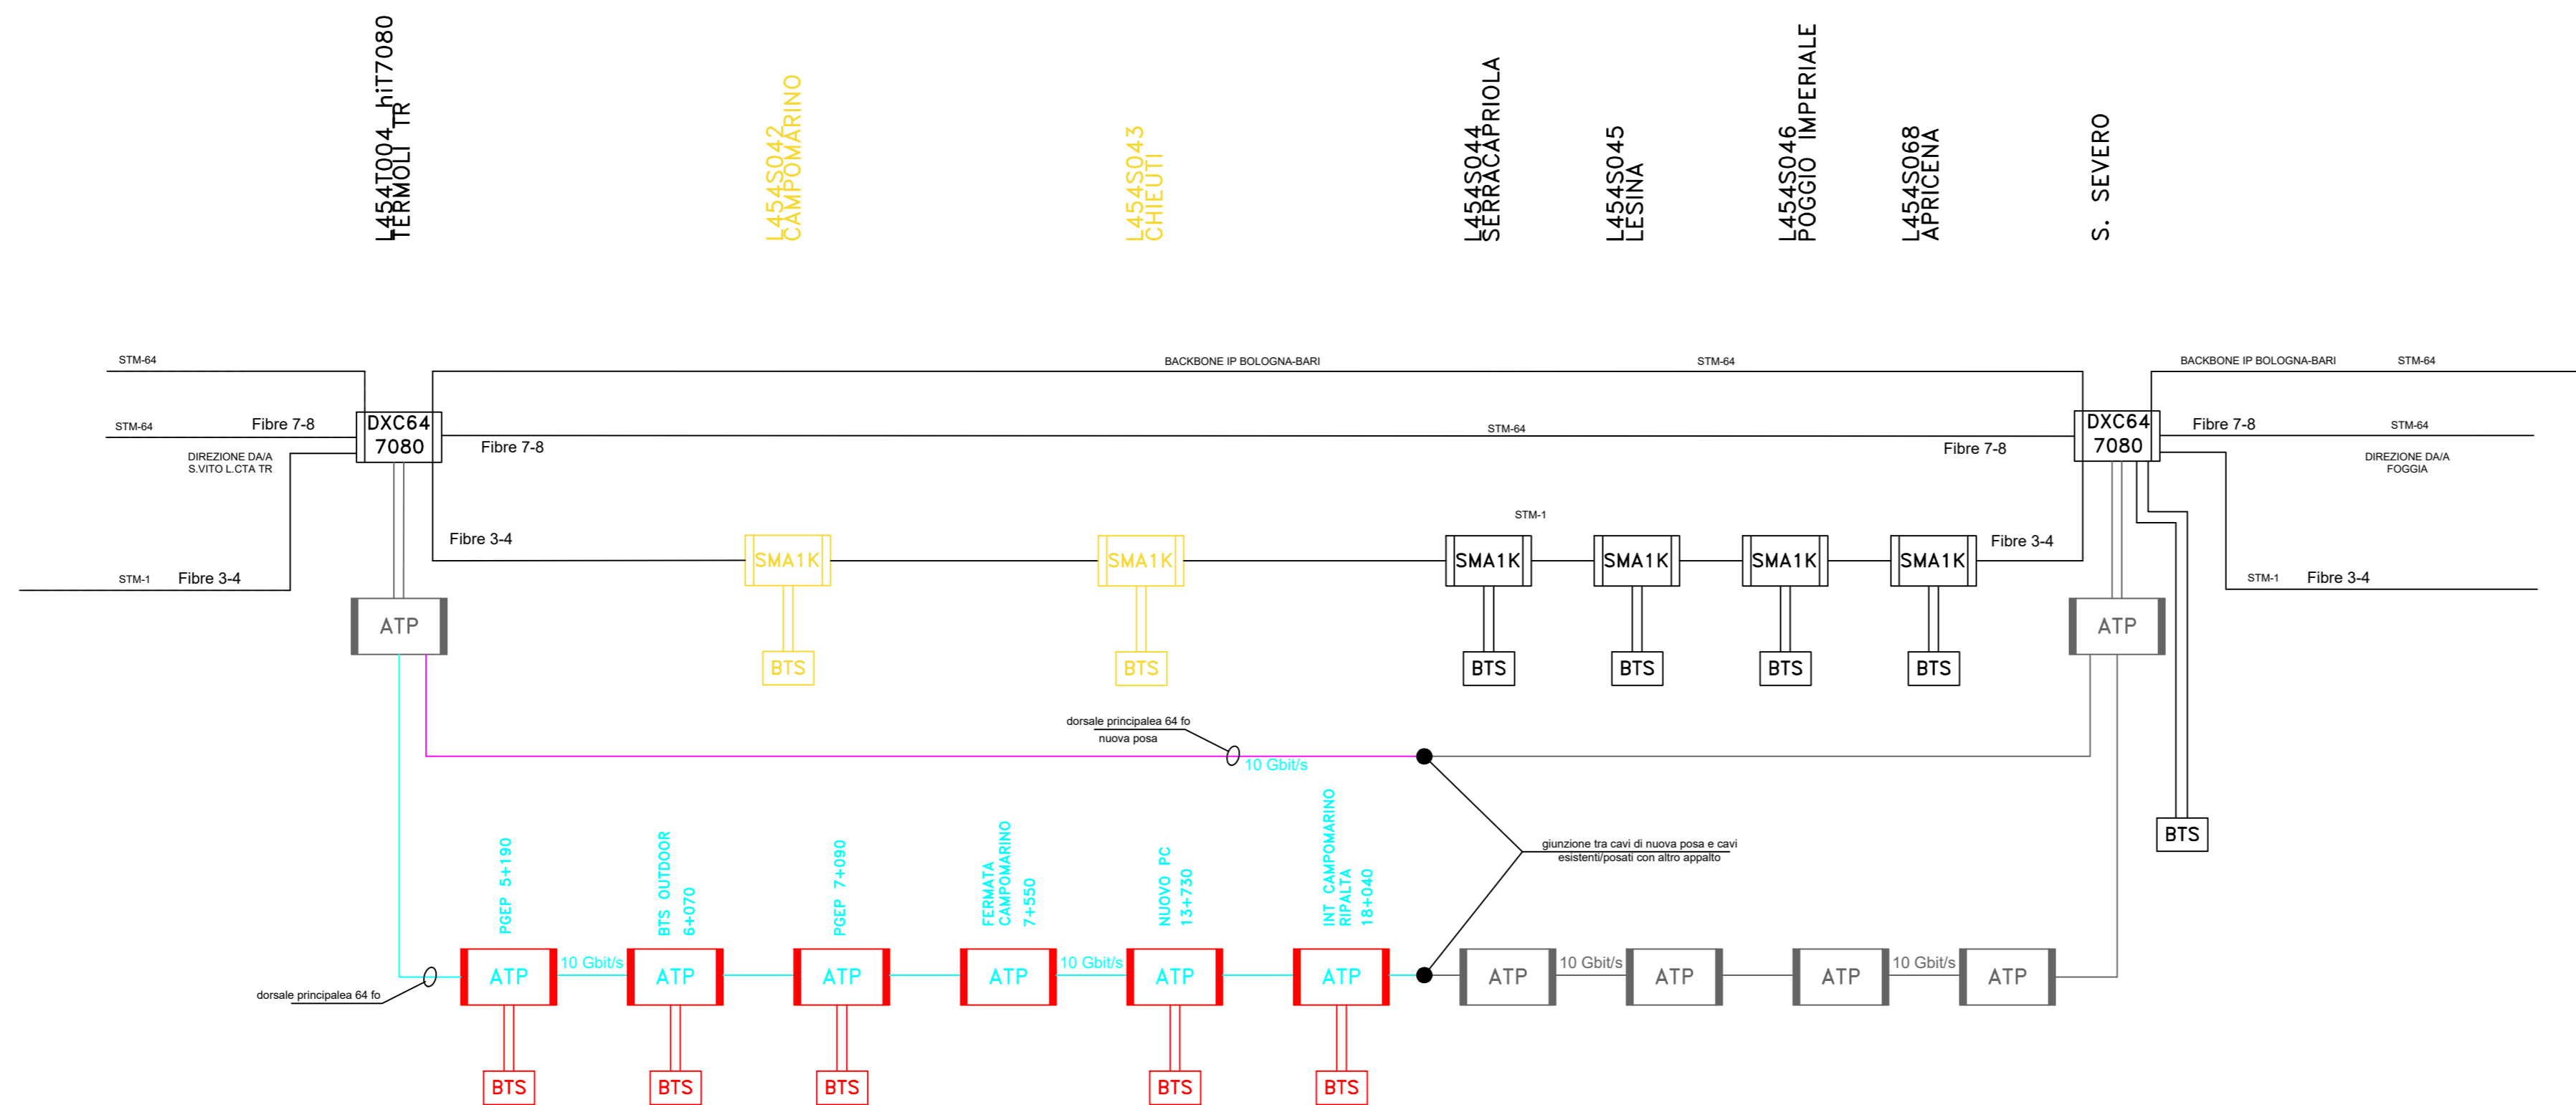 L454T004 hiT7080
TERMOLI TR
L454S042
CAMPOMARINO
L454S043
CHIEUTI
L454S044
SERRACAPRIOLA
L454S045
LESINA
L454S046
POGGIO IMPERIALE
L454S068
APRICENA
S. SEVERO
STM-64
BACKBONE IP BOLOGNA-BARI
STM-64
BACKBONE IP BOLOGNA-BARI
STM-64
STM-64
Fibre 7-8
DXC64
7080
Fibre 7-8
STM-64
Fibre 7-8
DXC64
7080
Fibre 7-8
STM-64
DIREZIONE DA/A
S.VITO L.CTA TR
DIREZIONE DA/A
FOGGIA
STM-1
Fibre 3-4
Fibre 3-4
SMA1K
SMA1K
STM-1
SMA1K
SMA1K
SMA1K
SMA1K
Fibre 3-4
STM-1
Fibre 3-4
ATP
ATP
BTS
BTS
BTS
BTS
BTS
BTS
dorsale principalea 64 fo
nuova posa
10 Gbit/s
BTS
giunzione tra cavi di nuova posa e cavi
esistenti/posati con altro appalto
PGEP 5+190
BTS OUTDOOR
6+070
PGEP 7+090
FERMATA
CAMPOMARINO
7+550
NUOVO PC
13+730
INT CAMPOMARINO
RIPALTA
18+040
dorsale principalea 64 fo
ATP
10 Gbit/s
ATP
ATP
ATP
10 Gbit/s
ATP
ATP
ATP
10 Gbit/s
ATP
ATP
10 Gbit/s
ATP
BTS
BTS
BTS
BTS
BTS